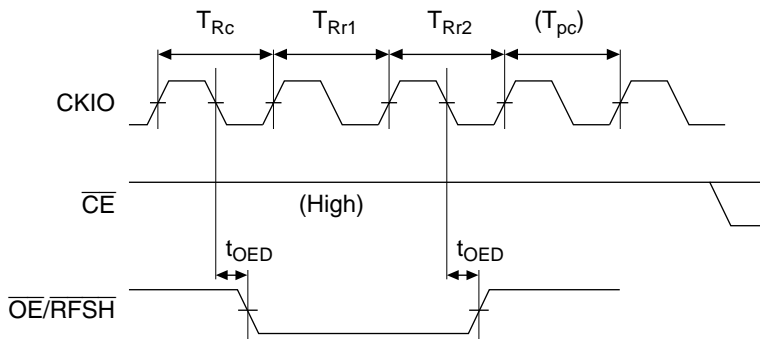 TRc TRr1 TRr2 (Tpc)
CKIO
CE
(High)
tOED tOED
OE/RFSH